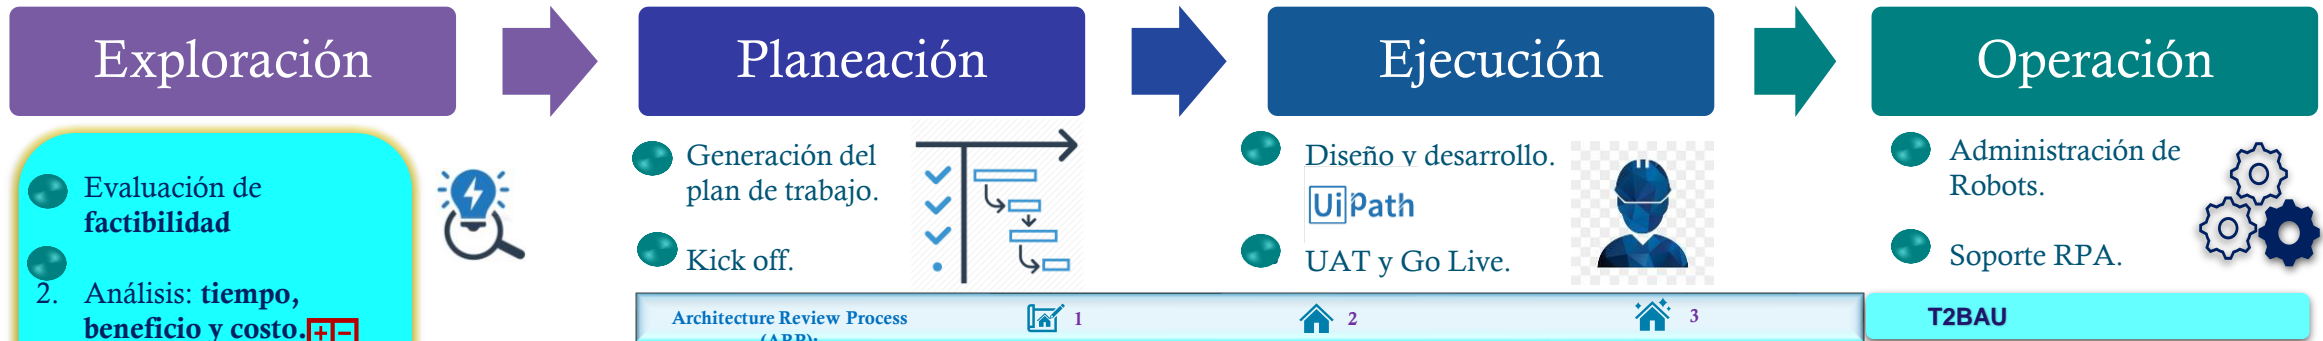 Exploración
Planeación
Ejecución
Operación
Evaluación de
factibilidad
2. Análisis: tiempo,
beneficio y costo.
Generación del
plan de trabajo.
Kick off.
Diseño y desarrollo.
UiPath
UAT y Go Live.
Administración de
Robots.
Soporte RPA.
Architecture Review Process
(ARP):
1
2
3
T2BAU